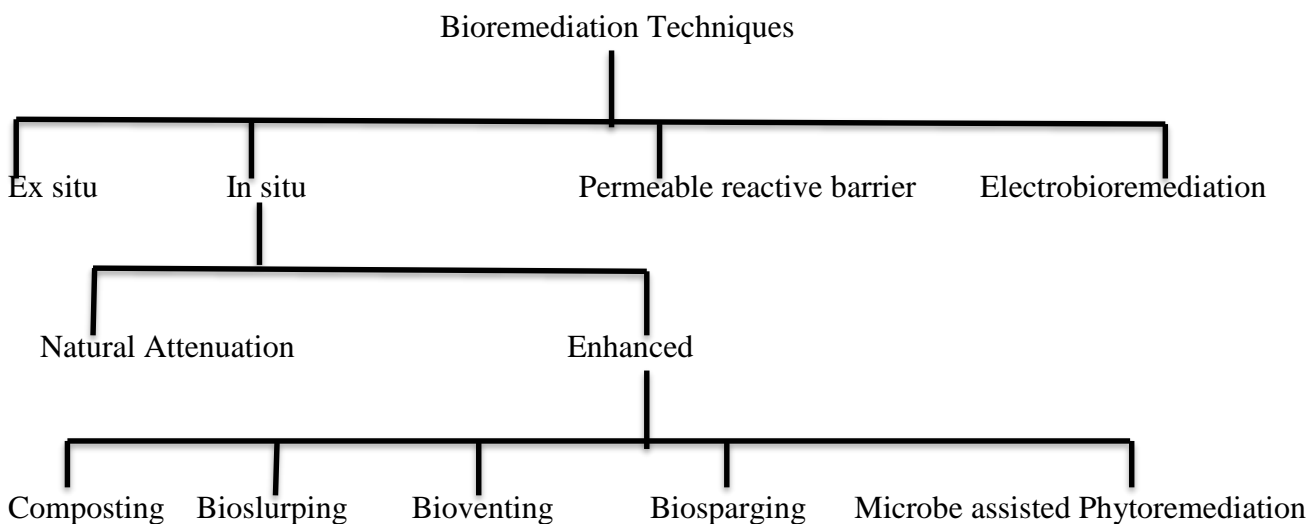 Bioremediation Techniques
Ex situ In situ Permeable reactive barrier Electrobioremediation
Natural Attenuation Enhanced
Composting Bioslurping Bioventing Biosparging Microbe assisted Phytoremediation